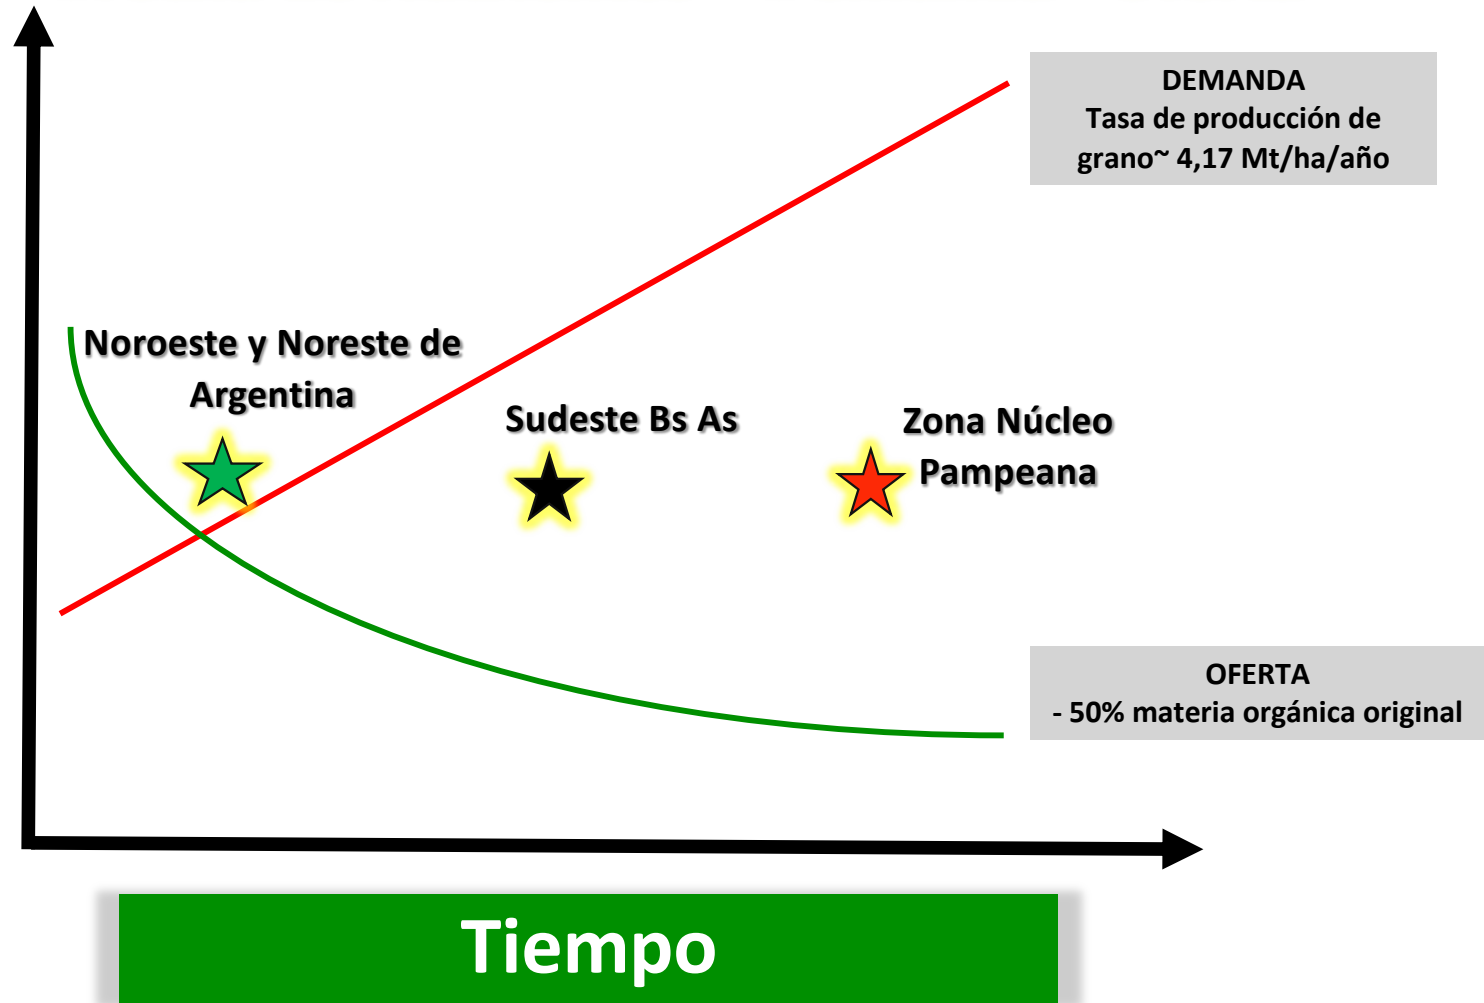 DEMANDA
Tasa de producción de
grano~ 4,17 Mt/ha/año
Noroeste y Noreste de
Argentina
Sudeste Bs As
Zona Núcleo
Pampeana
OFERTA
- 50% materia orgánica original
Tiempo